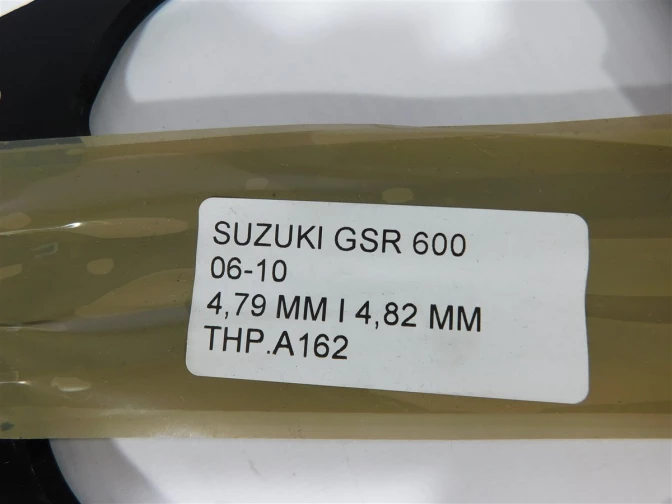 SUZUKI GSR 600
06-10
4,79 MM I 4,82 MM
THP.A162